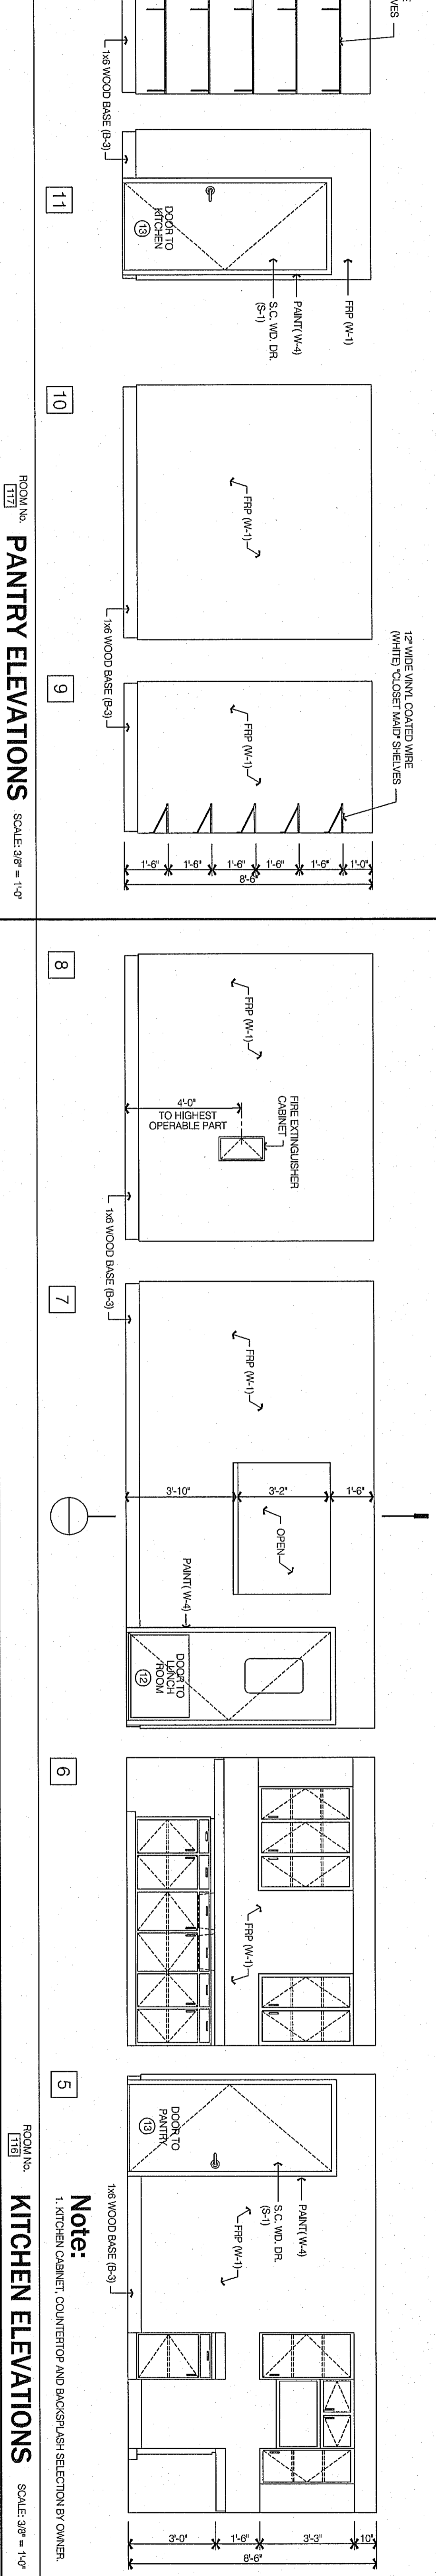 VES
1x6 WOOD BASE (B-3)
11
DOOR TO
KITCHEN
13
FRP (W-1)
PAINT( W-4)
S.C. WD. DR.
(S-1)
10
FRP (W-1)
1x6 WOOD BASE (B-3)
9
12" WIDE VINYL COATED WIRE
(WHITE) "CLOSET MAID" SHELVES
FRP (W-1)
1'-6"
1'-6"
1'-6"
1'-6"
1'-6"
1'-0"
8'-6"
ROOM No.
117
PANTRY ELEVATIONS
SCALE: 3/8" = 1'-0"
8
FRP (W-1)
FIRE EXTINGUISHER
CABINET
4'-0"
TO HIGHEST
OPERABLE PART
1x6 WOOD BASE (B-3)
7
FRP (W-1)
3'-10"
3'-2"
1'-6"
OPEN
PAINT( W-4)
DOOR TO
LUNCH
ROOM
12
6
FRP (W-1)
5
DOOR TO
PANTRY
13
PAINT( W-4)
S.C. WD. DR.
(S-1)
FRP (W-1)
1x6 WOOD BASE (B-3)
3'-0"
1'-6"
3'-3"
10"
8'-6"
Note:
1. KITCHEN CABINET, COUNTERTOP AND BACKSPLASH SELECTION BY OWNER.
ROOM No.
116
KITCHEN ELEVATIONS
SCALE: 3/8" = 1'-0"